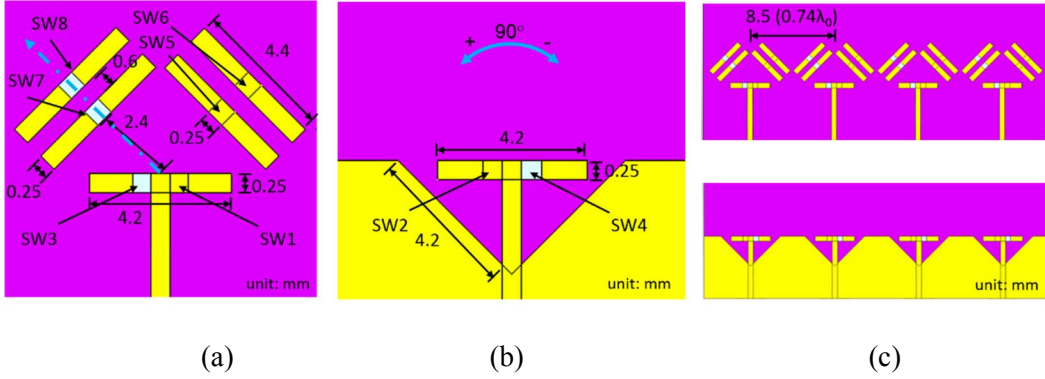 SW8
SW6
SW5
SW7
4.4
0.6
2.4
0.25
0.25
0.25
SW3
4.2
SW1
unit: mm
90°
+
-
4.2
0.25
SW2
SW4
4.2
unit: mm
8.5 (0.74λ0)
unit: mm
(a)
(b)
(c)